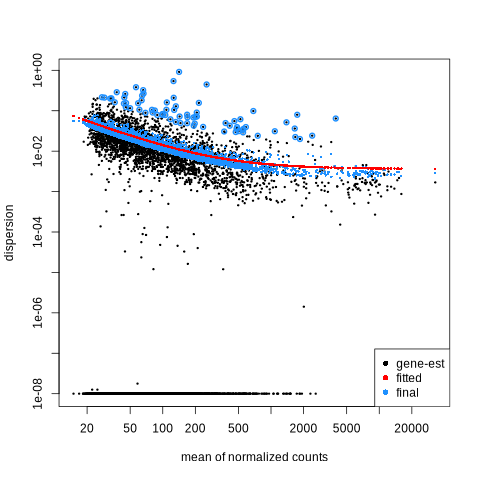 1e+00
1e-02
1e-04
1e-06
1e-08
dispersion
gene-est
fitted
final
20 50 100 200 500 2000 5000 20000
mean of normalized counts